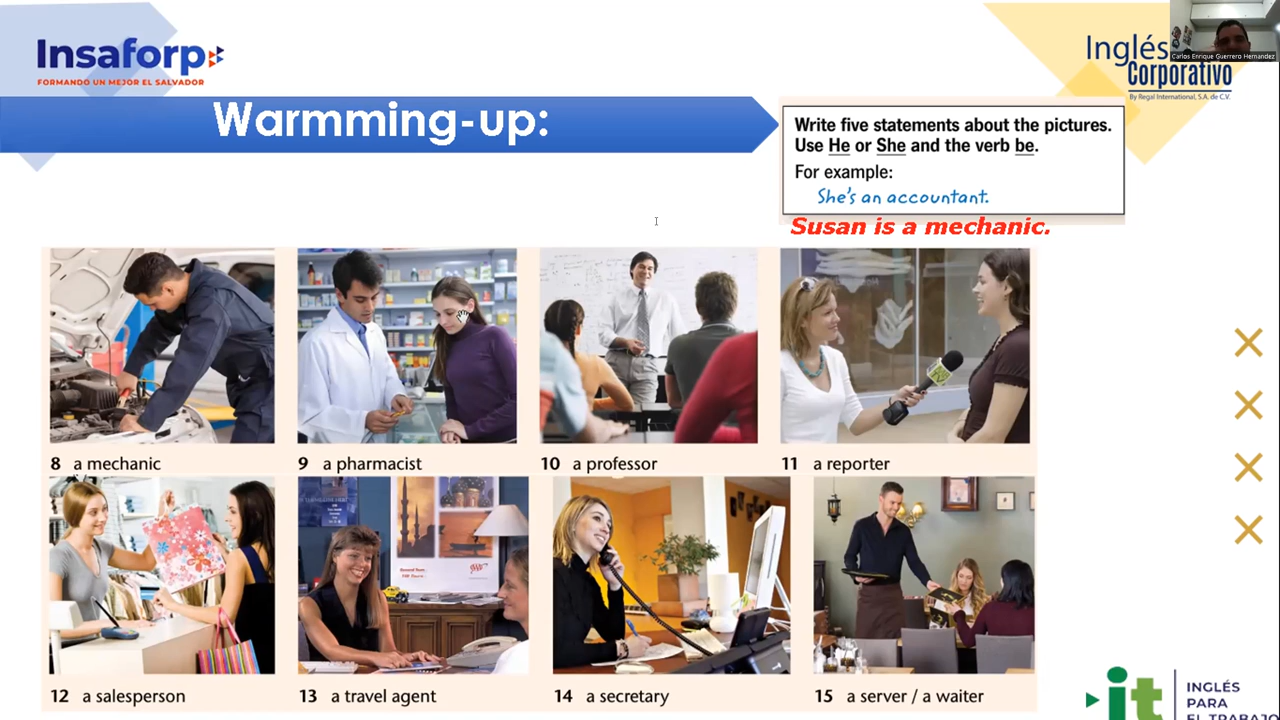 Insaforp
FORMANDO UN MEJOR EL SALVADOR
Inglés
Corporativo
By Regal International, S.A. de C.V.
Carlos Enrique Guerrero Hernandez
Warmming-up:
Write five statements about the pictures.
Use He or She and the verb be.
For example:
She's an accountant.
Susan is a mechanic.
8 a mechanic
9 a pharmacist
10 a professor
11 a reporter
12 a salesperson
13 a travel agent
14 a secretary
15 a server / a waiter
it
INGLÉS
PARA
EL TRABAJO